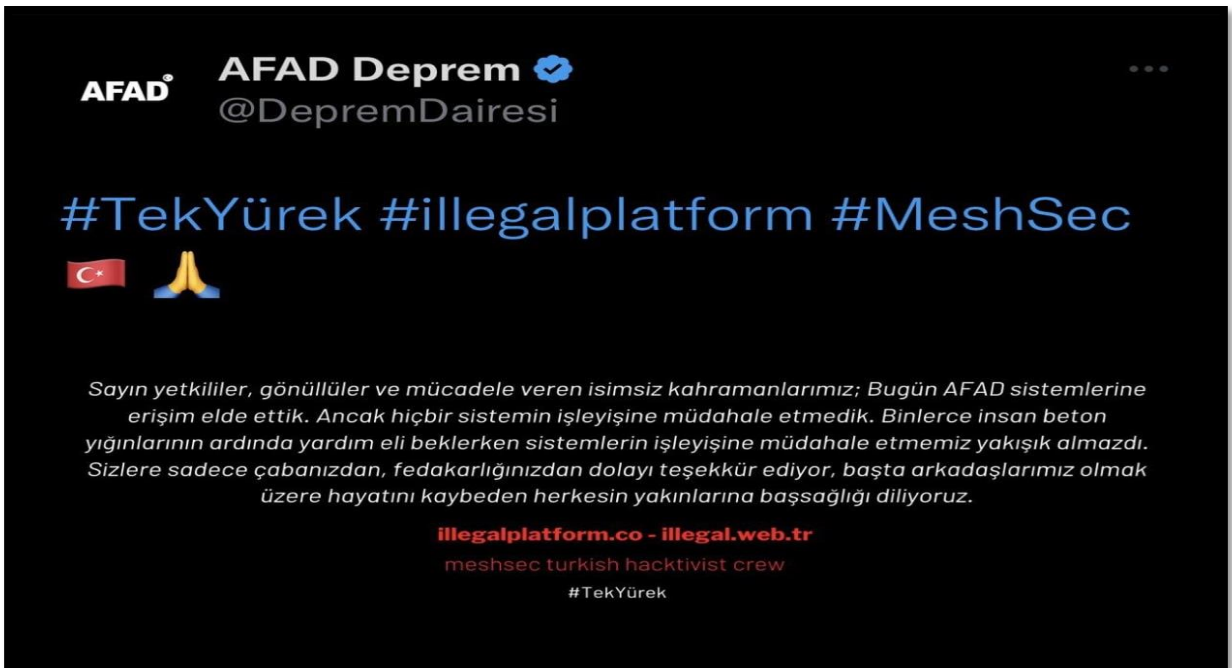 AFAD
AFAD Deprem
@DepremDairesi
#TekYürek #illegalplatform #MeshSec
Sayın yetkililer, gönüllüler ve mücadele veren isimsiz kahramanlarımız; Bugün AFAD sistemlerine
erişim elde ettik. Ancak hiçbir sistemin işleyişine müdahale etmedik. Binlerce insan beton
yığınlarının ardında yardım eli beklerken sistemlerin işleyişine müdahale etmemiz yakışık almazdı.
Sizlere sadece çabanızdan, fedakarlığınızdan dolayı teşekkür ediyor, başta arkadaşlarımız olmak
üzere hayatını kaybeden herkesin yakınlarına başsağlığı diliyoruz.
illegalplatform.co - illegal.web.tr
meshsec turkish hacktivist crew
#TekYürek